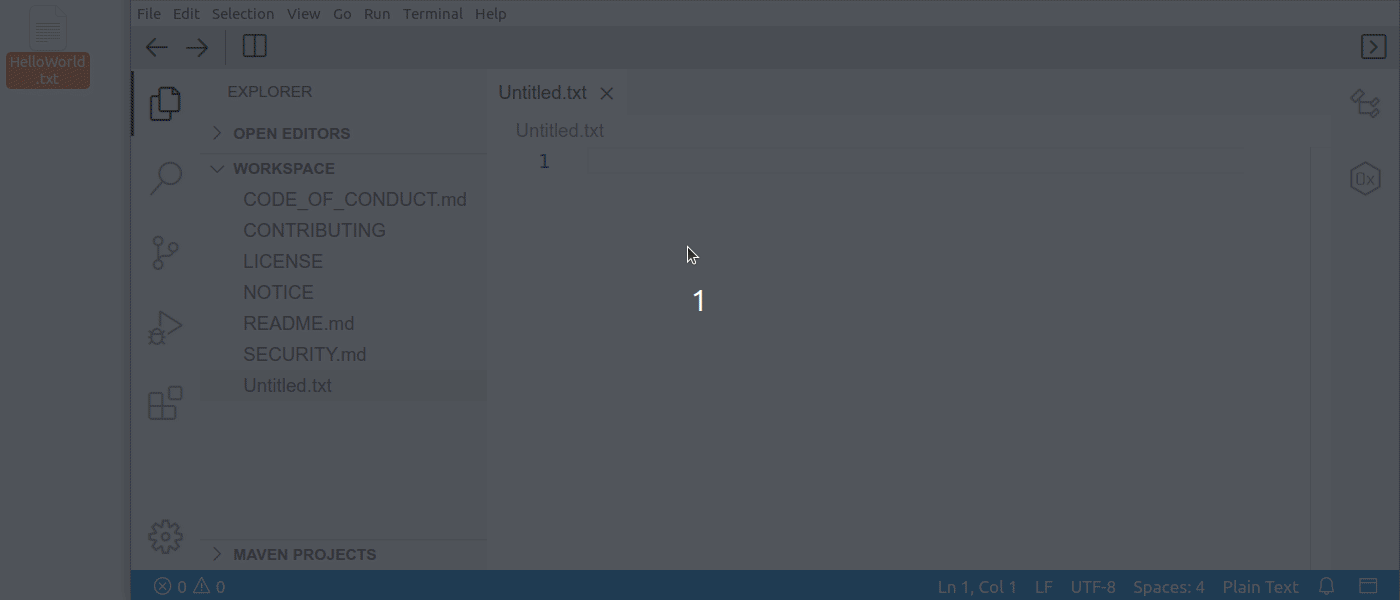 File Edit Selection View Go Run Terminal Help
HelloWorld
.txt
EXPLORER
OPEN EDITORS
WORKSPACE
CODE_OF_CONDUCT.md
CONTRIBUTING
LICENSE
NOTICE
README.md
SECURITY.md
Untitled.txt
MAVEN PROJECTS
Untitled.txt
Untitled.txt
1
1
0x
0 0
Ln 1, Col 1 LF UTF-8 Spaces: 4 Plain Text